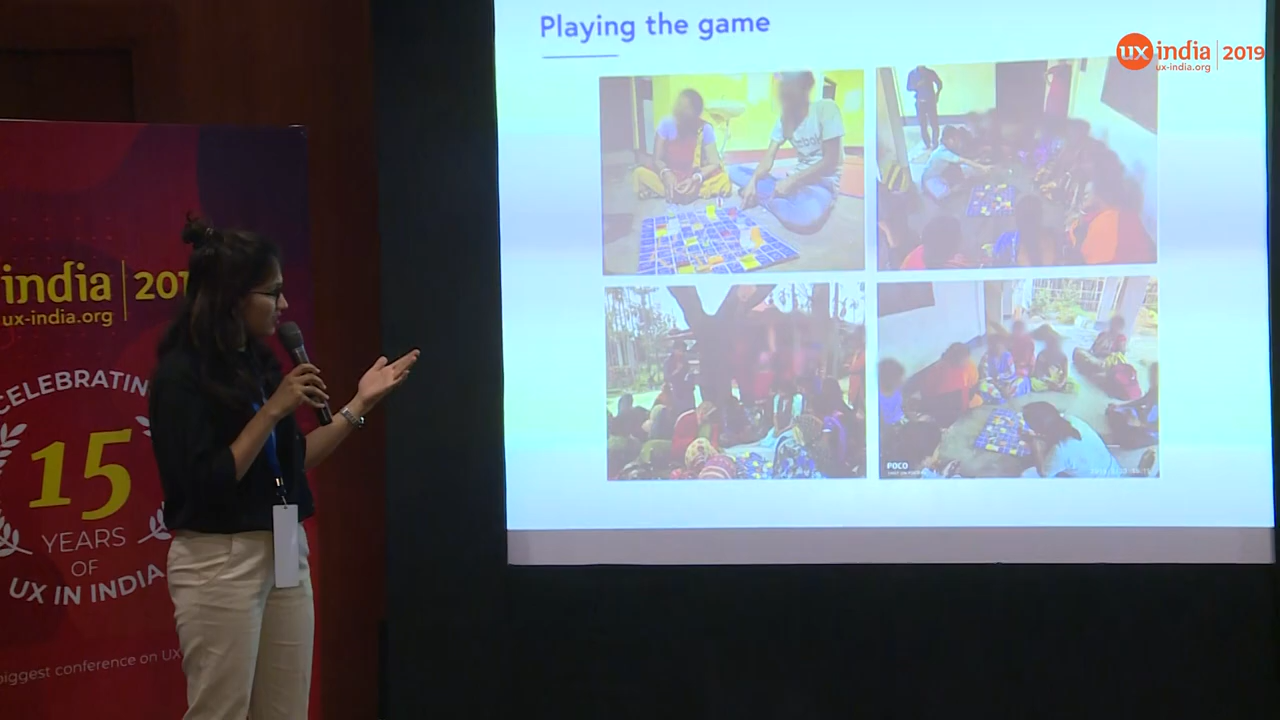 Playing the game
ux india 2019
ux-india.org
india 201
ux-india.org
CELEBRATIN
15
YEARS
OF
UX IN INDIA
biggest conference on UX
POCO